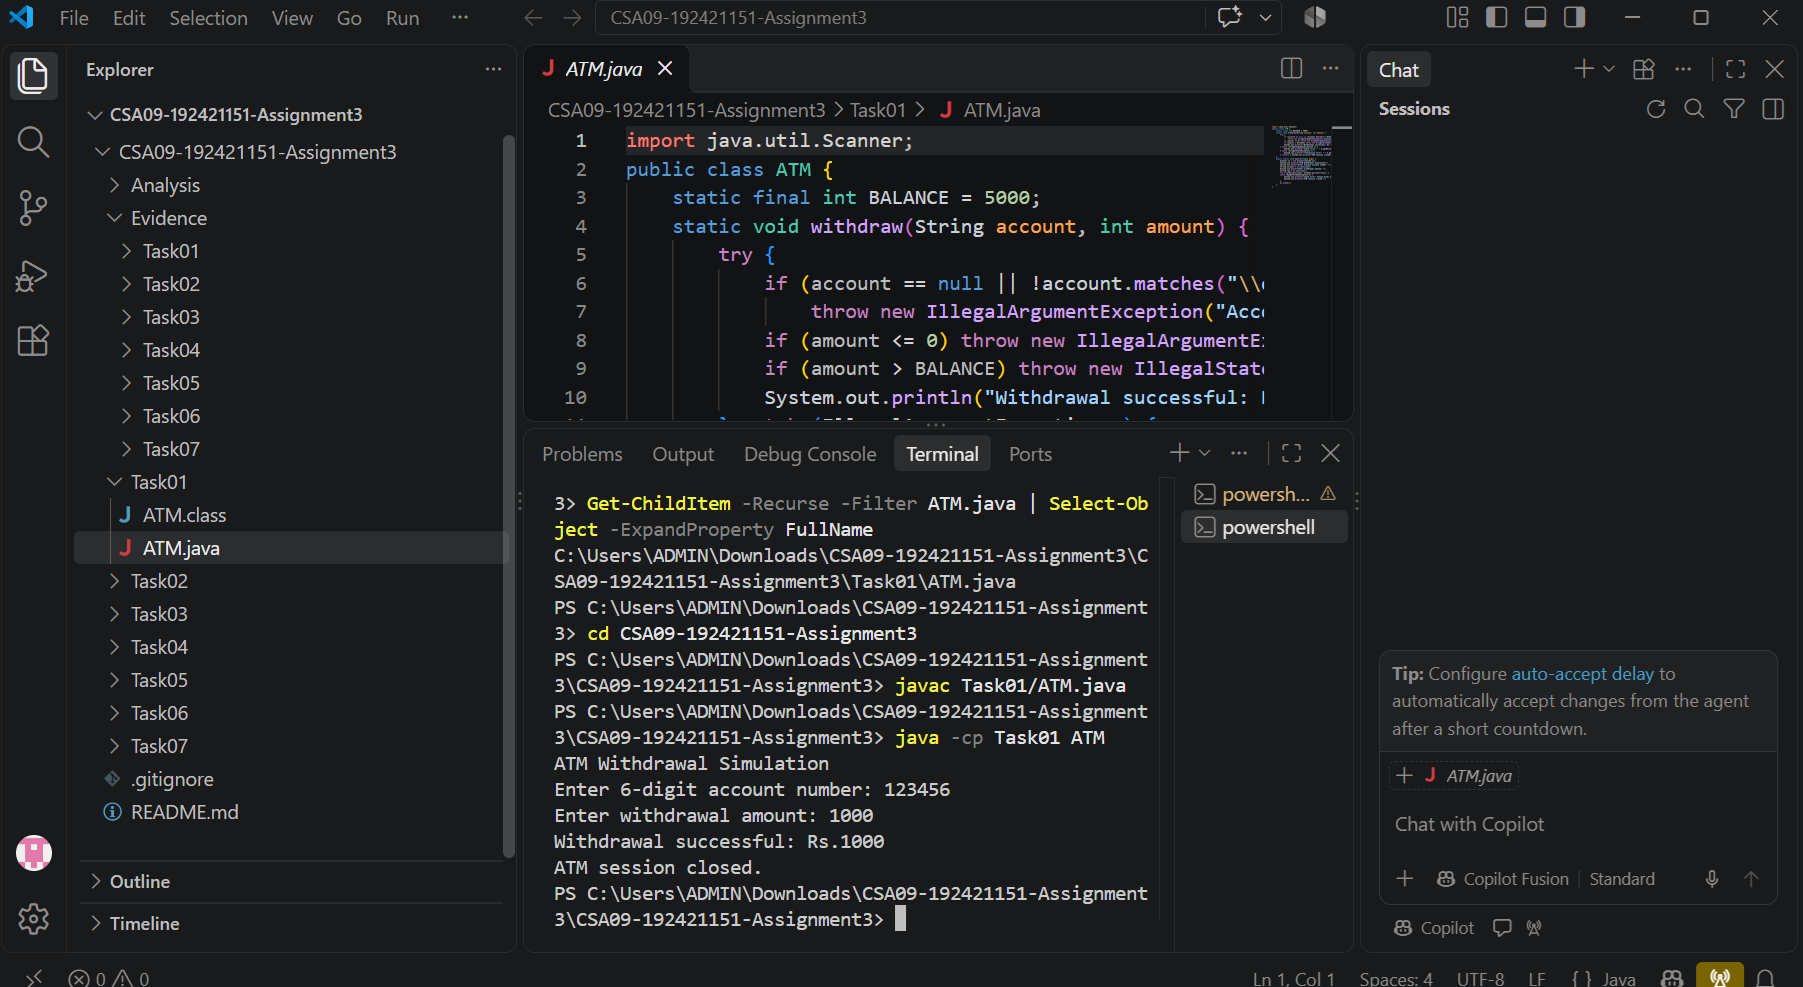 File Edit Selection View Go Run ···
CSA09-192421151-Assignment3
Explorer
CSA09-192421151-Assignment3
CSA09-192421151-Assignment3
Analysis
Evidence
Task01
Task02
Task03
Task04
Task05
Task06
Task07
Task01
ATM.class
ATM.java
Task02
Task03
Task04
Task05
Task06
Task07
.gitignore
README.md
Outline
Timeline
ATM.java
CSA09-192421151-Assignment3 > Task01 > ATM.java
1 import java.util.Scanner;
2 public class ATM {
3 static final int BALANCE = 5000;
4 static void withdraw(String account, int amount) {
5 try {
6 if (account == null || !account.matches("\\
7 throw new IllegalArgumentException("Acc
8 if (amount <= 0) throw new IllegalArgumentE
9 if (amount > BALANCE) throw new IllegalStat
10 System.out.println("Withdrawal successful:
Problems Output Debug Console Terminal Ports
3> Get-ChildItem -Recurse -Filter ATM.java | Select-Ob
ject -ExpandProperty FullName
C:\Users\ADMIN\Downloads\CSA09-192421151-Assignment3\C
SA09-192421151-Assignment3\Task01\ATM.java
PS C:\Users\ADMIN\Downloads\CSA09-192421151-Assignment
3> cd CSA09-192421151-Assignment3
PS C:\Users\ADMIN\Downloads\CSA09-192421151-Assignment
3\CSA09-192421151-Assignment3> javac Task01/ATM.java
PS C:\Users\ADMIN\Downloads\CSA09-192421151-Assignment
3\CSA09-192421151-Assignment3> java -cp Task01 ATM
ATM Withdrawal Simulation
Enter 6-digit account number: 123456
Enter withdrawal amount: 1000
Withdrawal successful: Rs.1000
ATM session closed.
PS C:\Users\ADMIN\Downloads\CSA09-192421151-Assignment
3\CSA09-192421151-Assignment3>
powersh...
powershell
Chat
Sessions
Tip: Configure auto-accept delay to
automatically accept changes from the agent
after a short countdown.
ATM.java
Chat with Copilot
Copilot Fusion Standard
Copilot
0 0
Ln 1, Col 1 Spaces: 4 UTF-8 LF { } Java